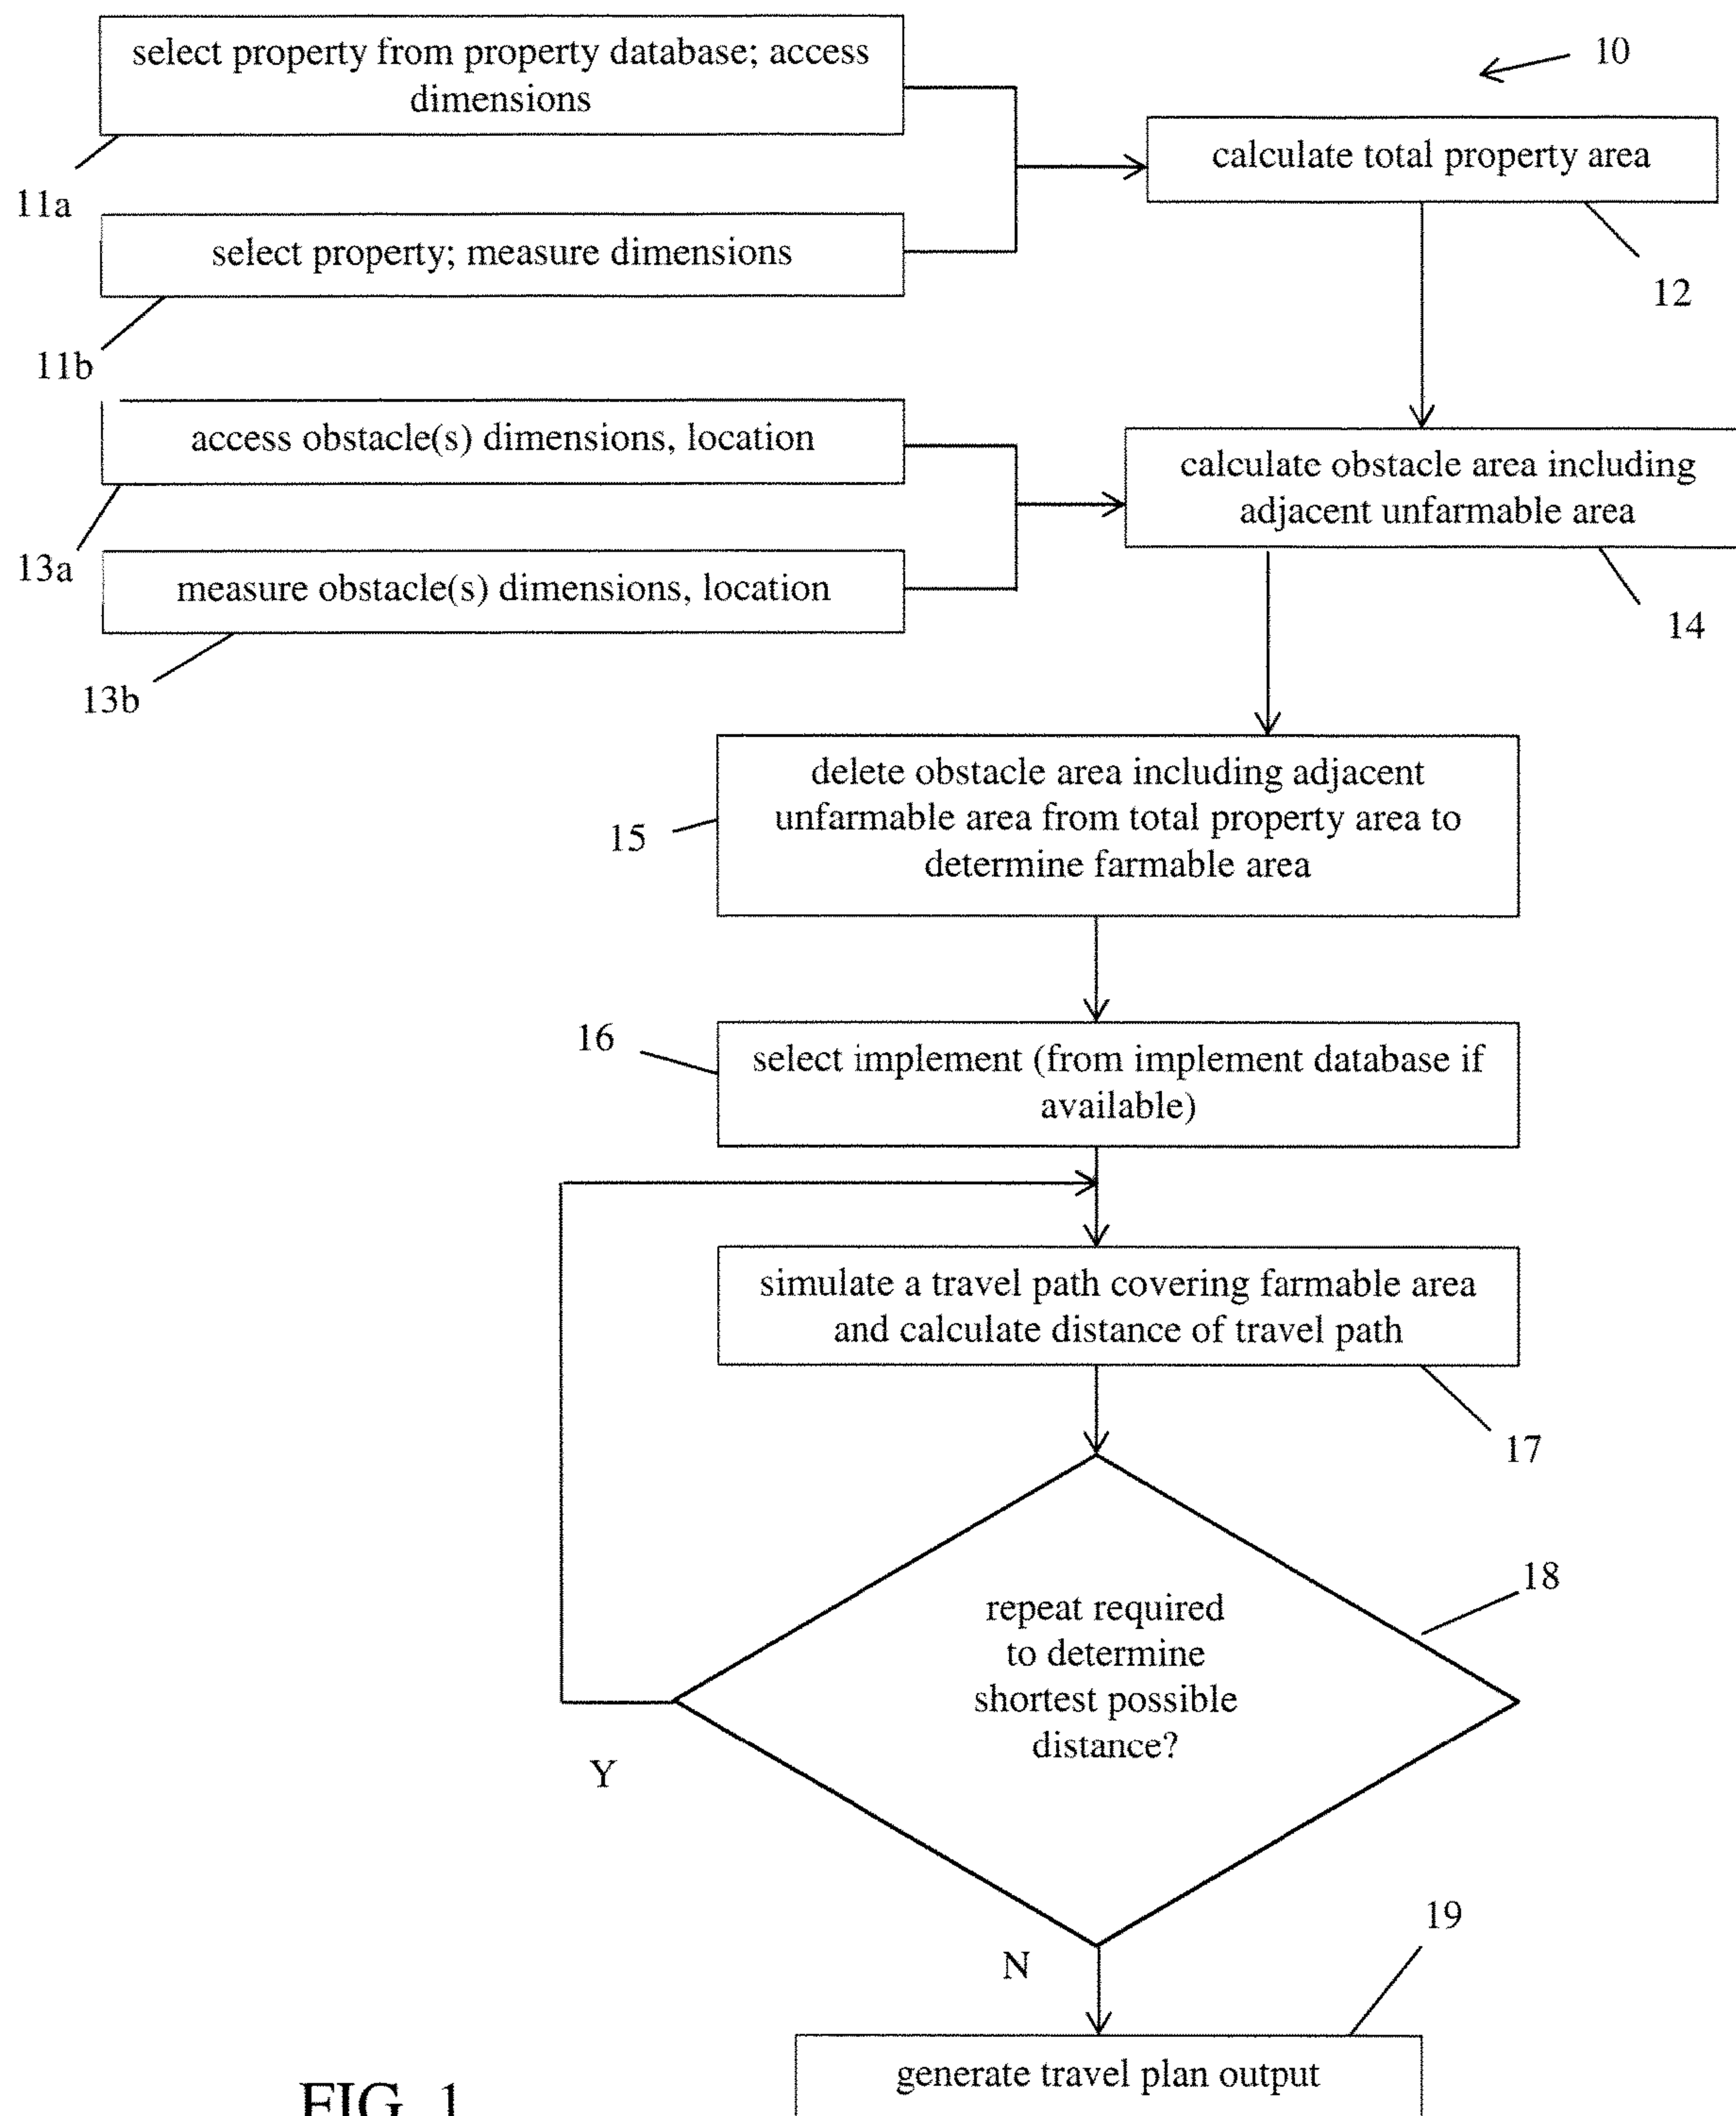 select property from property database; access
dimensions
10
calculate total property area
11a
select property; measure dimensions
12
11b
access obstacle(s) dimensions, location
calculate obstacle area including
adjacent unfarmable area
13a
measure obstacle(s) dimensions, location
14
13b
delete obstacle area including adjacent
unfarmable area from total property area to
determine farmable area
15
16
select implement (from implement database if
available)
simulate a travel path covering farmable area
and calculate distance of travel path
17
18
repeat required
to determine
shortest possible
distance?
Y
19
N
generate travel plan output
FIG. 1